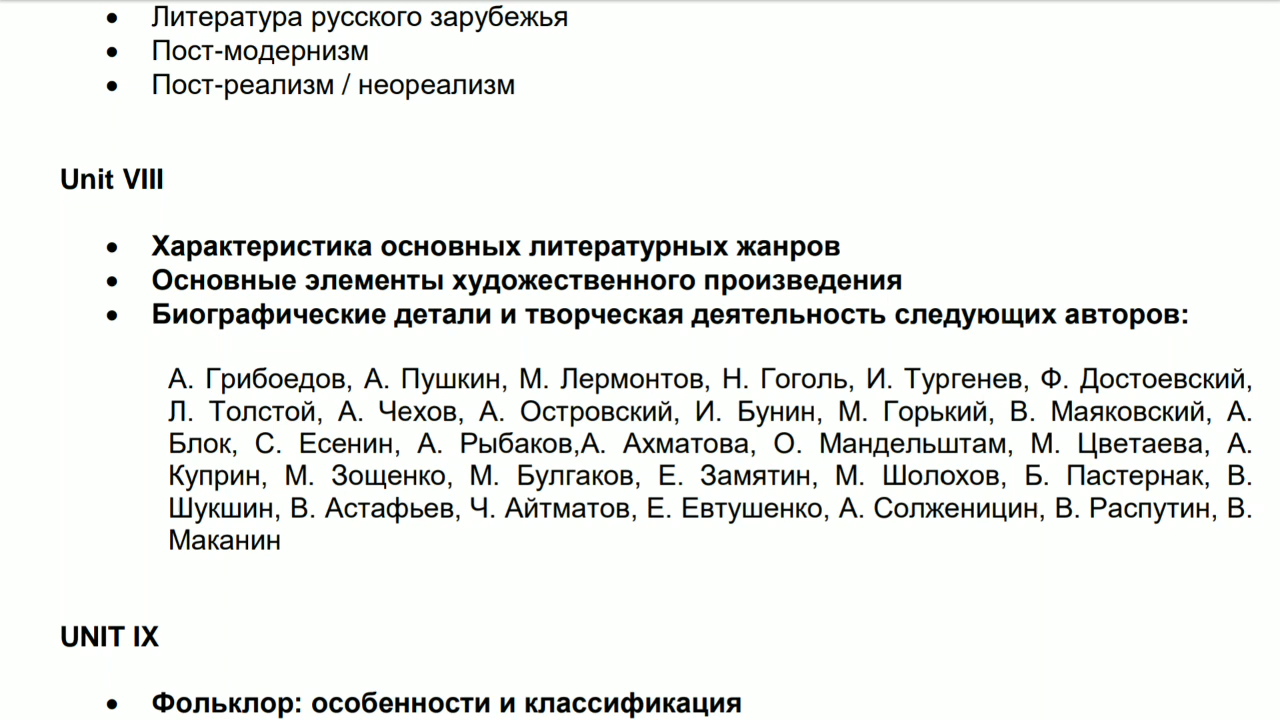 • Литература русского зарубежья
• Пост-модернизм
• Пост-реализм / неореализм
Unit VIII
• Характеристика основных литературных жанров
• Основные элементы художественного произведения
• Биографические детали и творческая деятельность следующих авторов:
А. Грибоедов, А. Пушкин, М. Лермонтов, Н. Гоголь, И. Тургенев, Ф. Достоевский,
Л. Толстой, А. Чехов, А. Островский, И. Бунин, М. Горький, В. Маяковский, А.
Блок, С. Есенин, А. Рыбаков,А. Ахматова, О. Мандельштам, М. Цветаева, А.
Куприн, М. Зощенко, М. Булгаков, Е. Замятин, М. Шолохов, Б. Пастернак, В.
Шукшин, В. Астафьев, Ч. Айтматов, Е. Евтушенко, А. Солженицин, В. Распутин, В.
Маканин
UNIT IX
• Фольклор: особенности и классификация